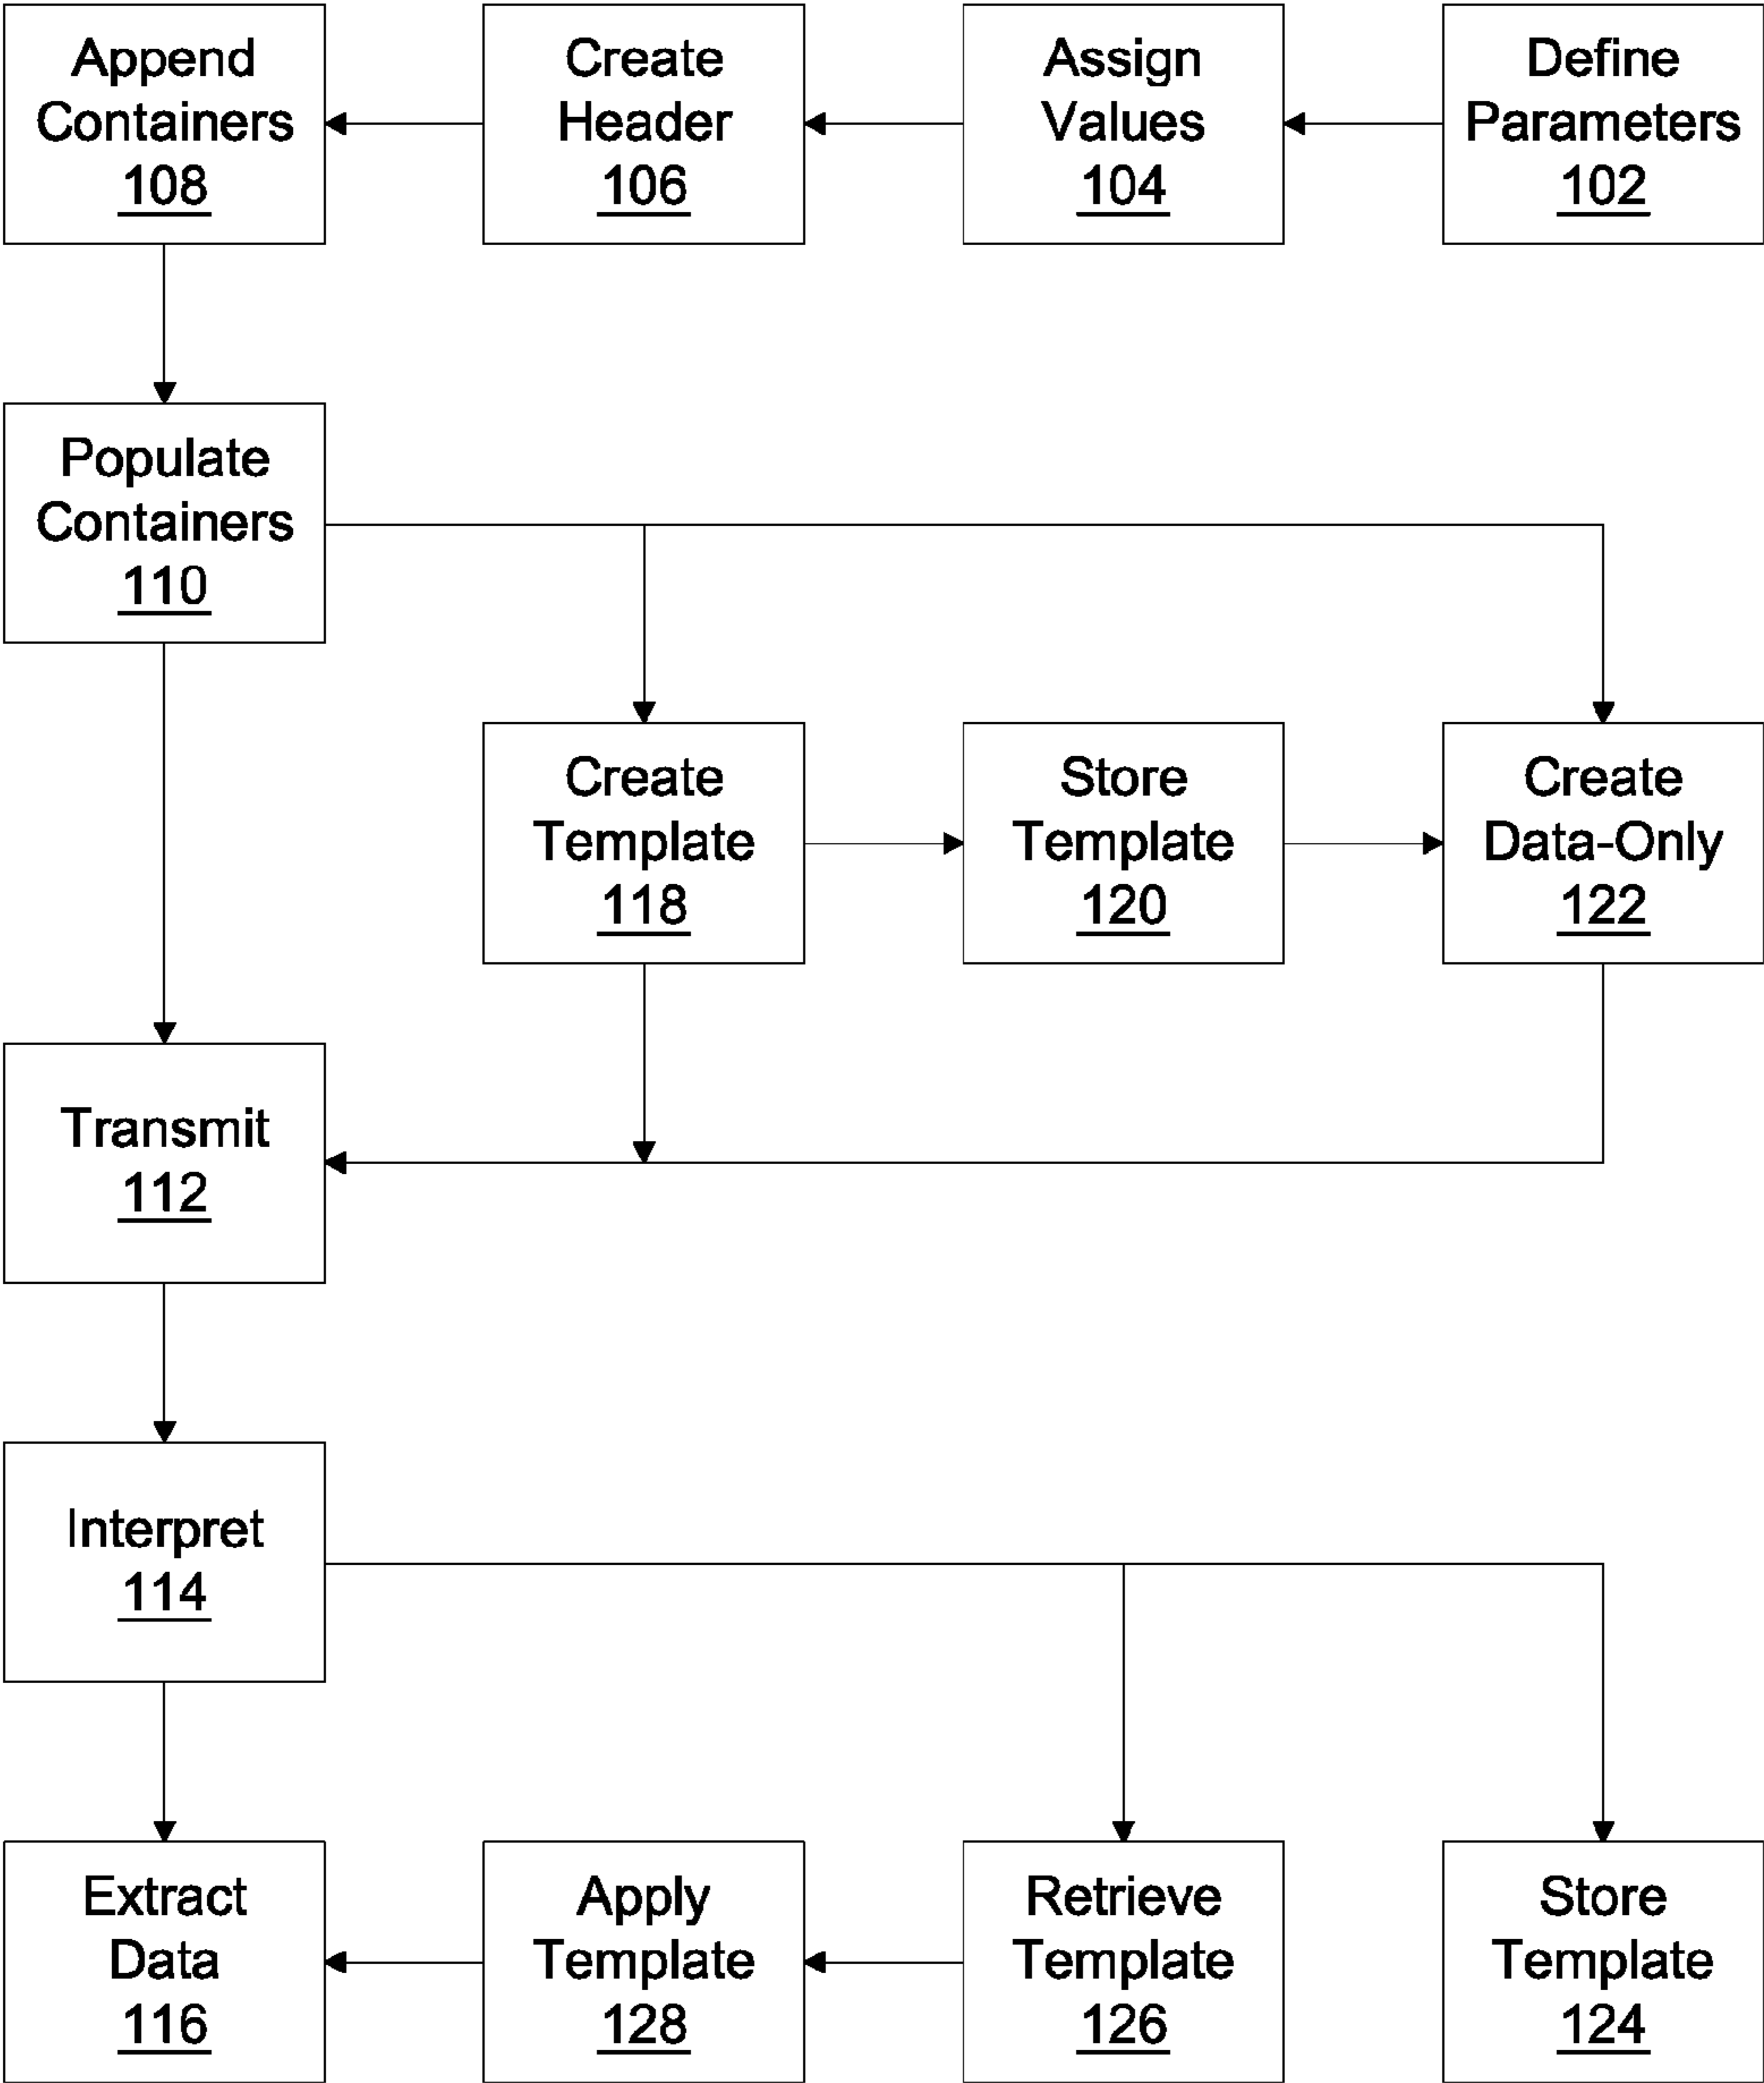 Append
Containers
108
Create
Header
106
Assign
Values
104
Define
Parameters
102
Populate
Containers
110
Create
Template
118
Store
Template
120
Create
Data-Only
122
Transmit
112
Interpret
114
Extract
Data
116
Apply
Template
128
Retrieve
Template
126
Store
Template
124